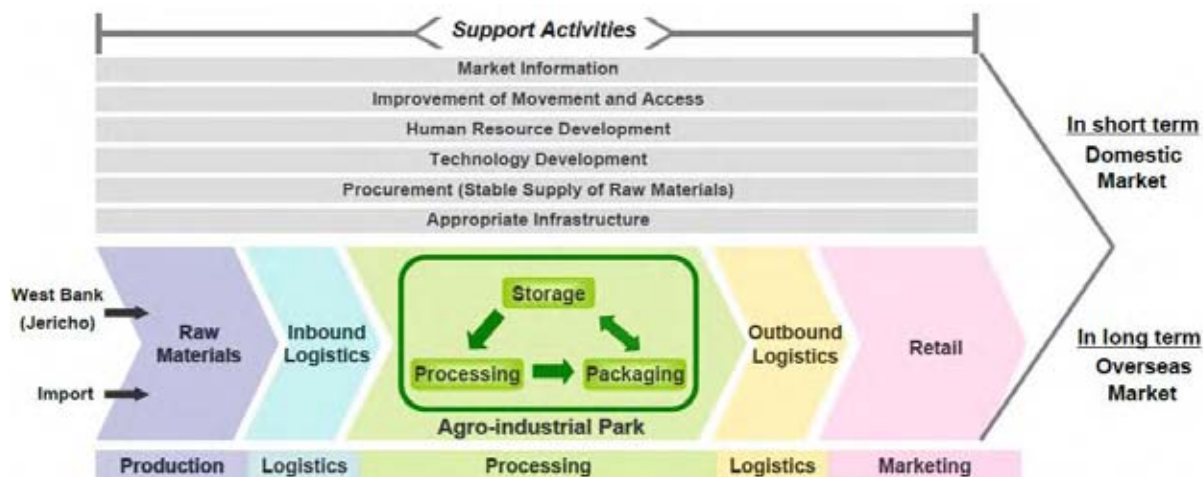 Support Activities
Market Information
Improvement of Movement and Access
Human Resource Development
Technology Development
Procurement (Stable Supply of Raw Materials)
Appropriate Infrastructure
In short term
Domestic
Market
West Bank
(Jericho)
Import
Raw
Materials
Inbound
Logistics
Storage
Processing
Packaging
Agro-industrial Park
Outbound
Logistics
Retail
In long term
Overseas
Market
Production
Logistics
Processing
Logistics
Marketing